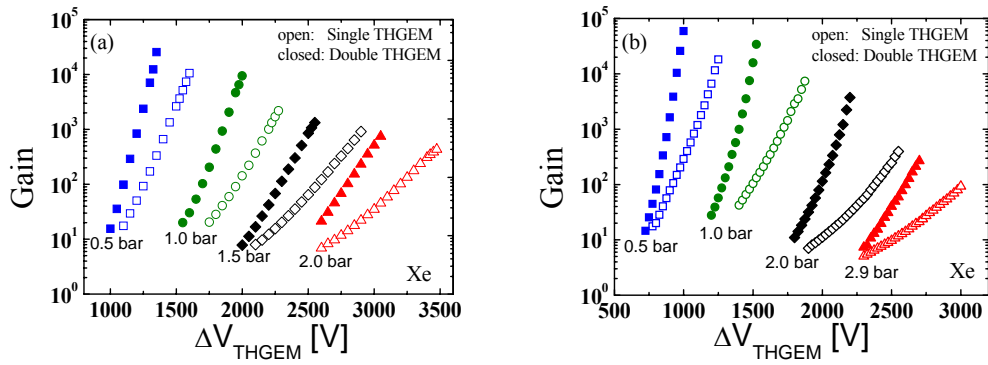 (a)
open: Single THGEM
closed: Double THGEM
Gain
10^5
10^4
10^3
10^2
10^1
10^0
0.5 bar
1.0 bar
1.5 bar
2.0 bar
Xe
1000 1500 2000 2500 3000 3500
ΔV_THGEM [V]
(b)
open: Single THGEM
closed: Double THGEM
Gain
10^5
10^4
10^3
10^2
10^1
10^0
0.5 bar
1.0 bar
2.0 bar
2.9 bar
Xe
500 1000 1500 2000 2500 3000
ΔV_THGEM [V]